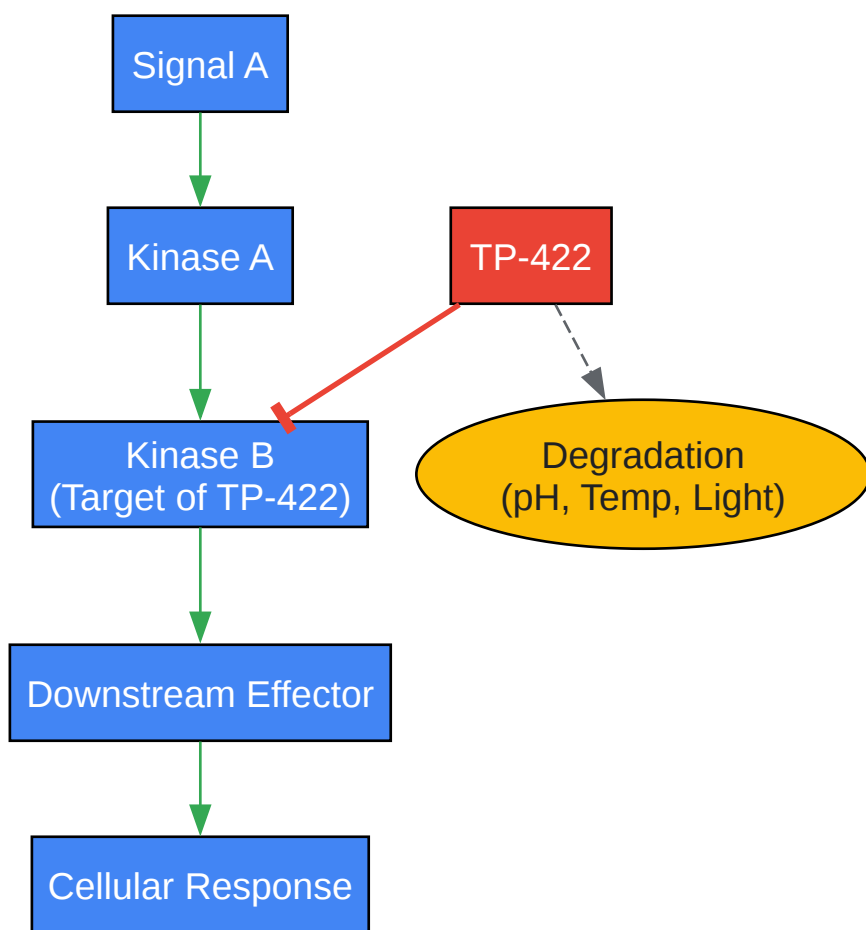 Signal A
Kinase A
TP-422
Kinase B
(Target of TP-422)
Degradation
(pH, Temp, Light)
Downstream Effector
Cellular Response